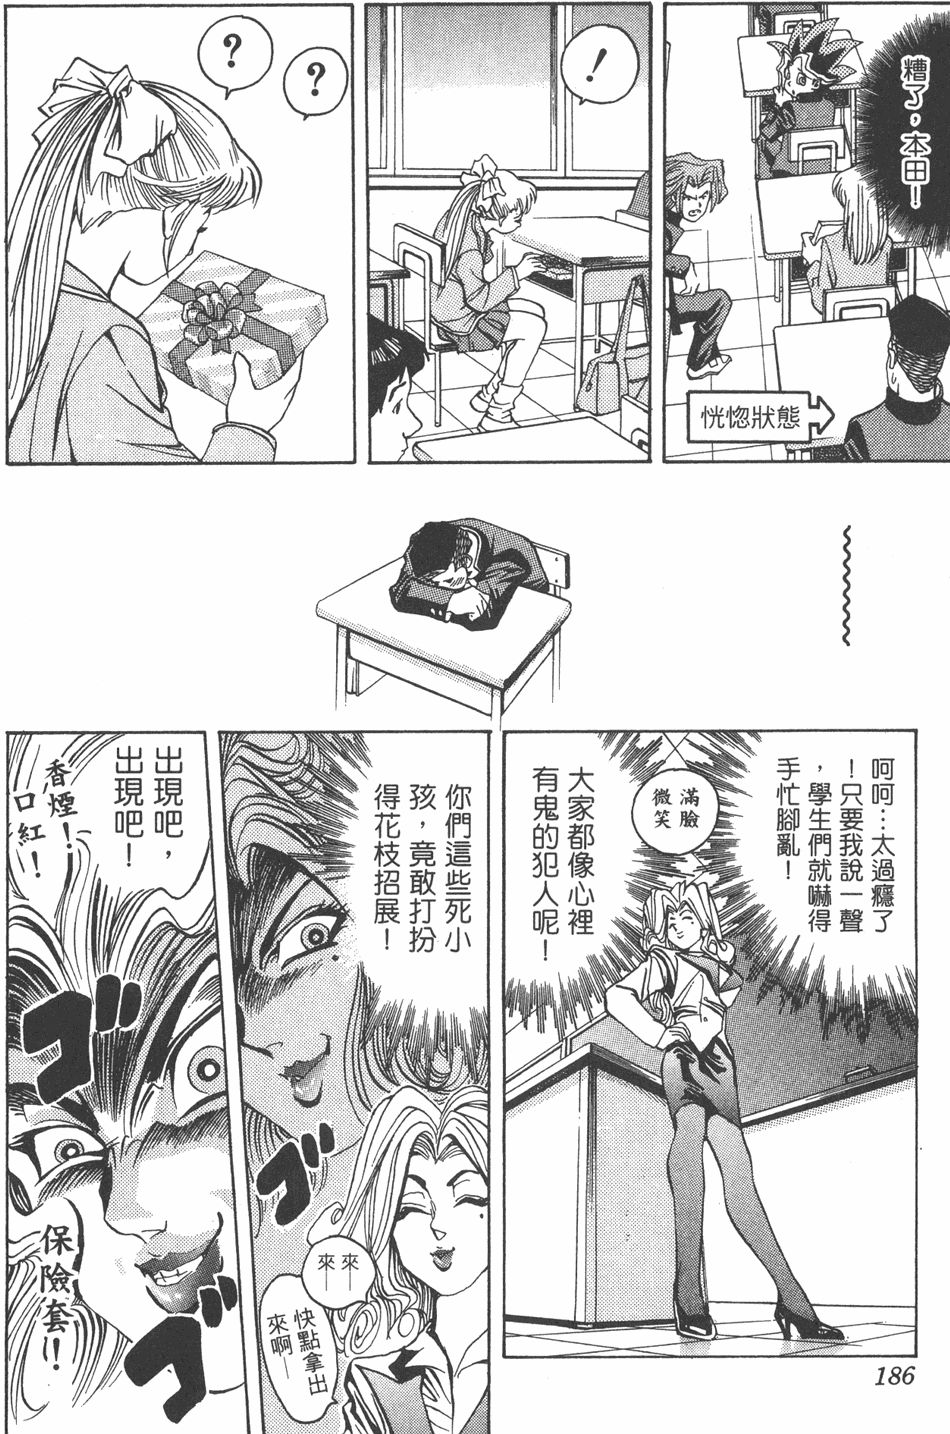 糟了，本田！
恍惚狀態
！
？
？
呵呵…太過癮了
！只要我說一聲
，學生們就嚇得
手忙腳亂！
滿臉
微笑
大家都像心裡
有鬼的犯人呢！
你們這些死小
孩，竟敢打扮
得花枝招展！
來
來
快點拿出
來啊
ゴ
出現吧，
出現吧！
香煙！
口紅！
ゴ
ゴ
保險套！
186